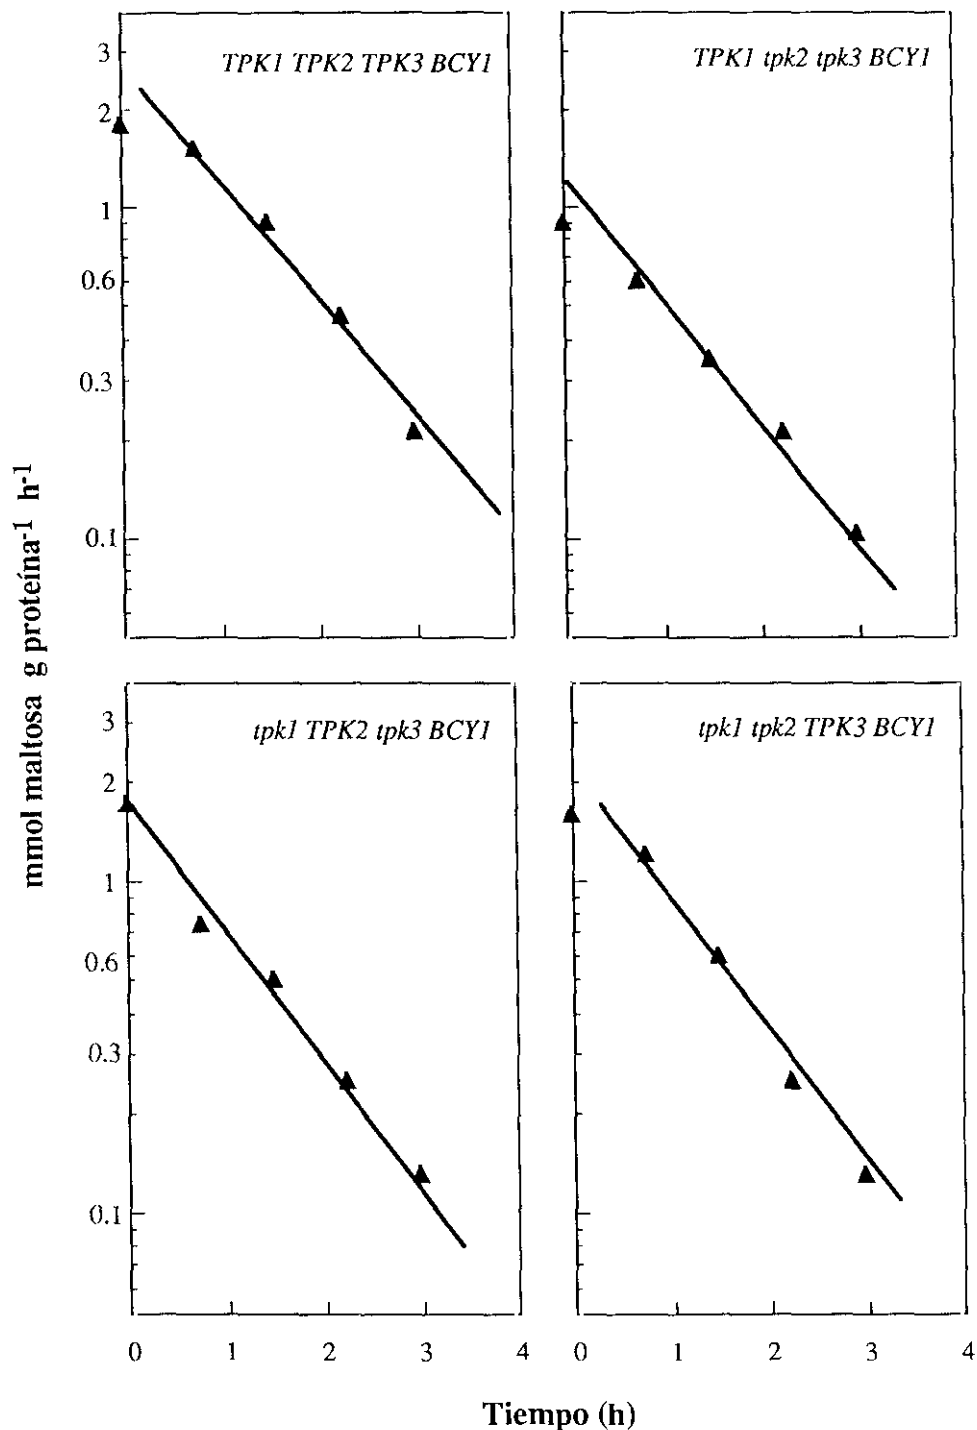 TPK1 TPK2 TPK3 BCY1
TPK1 tpk2 tpk3 BCY1
3
2
1
0.6
0.3
0.1
mmol maltosa g proteína-1 h-1
tpk1 TPK2 tpk3 BCY1
tpk1 tpk2 TPK3 BCY1
3
2
1
0.6
0.3
0.1
0 1 2 3 4
0 1 2 3 4
Tiempo (h)